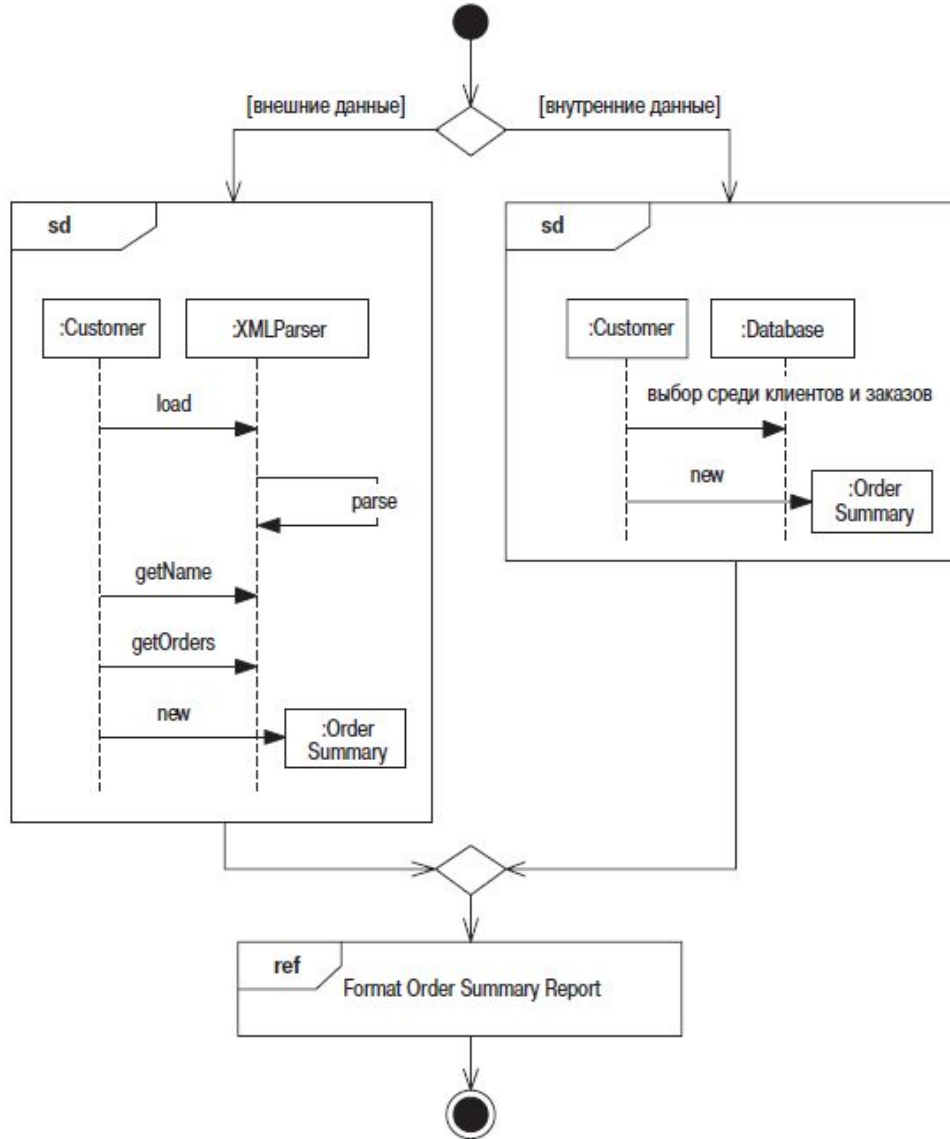 [внешние данные]
[внутренние данные]
sd
:Customer
:XMLParser
load
parse
getName
getOrders
new
:Order
Summary
sd
:Customer
:Database
выбор среди клиентов и заказов
new
:Order
Summary
ref
Format Order Summary Report